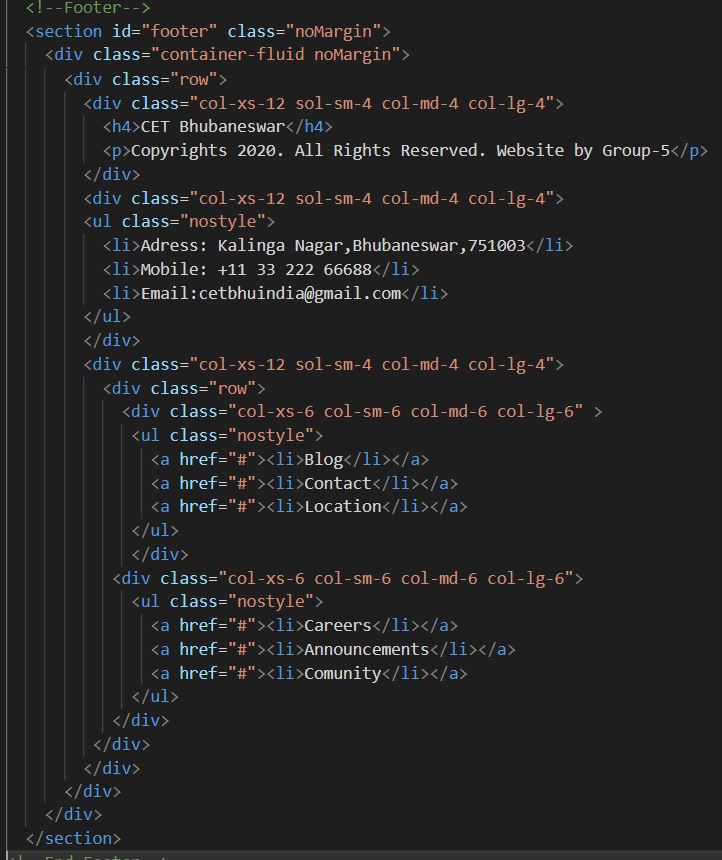 <!--Footer-->
<section id="footer" class="noMargin">
<div class="container-fluid noMargin">
<div class="row">
<div class="col-xs-12 sol-sm-4 col-md-4 col-lg-4">
<h4>CET Bhubaneswar</h4>
<p>Copyrights 2020. All Rights Reserved. Website by Group-5</p>
</div>
<div class="col-xs-12 sol-sm-4 col-md-4 col-lg-4">
<ul class="nostyle">
<li>Adress: Kalinga Nagar,Bhubaneswar,751003</li>
<li>Mobile: +11 33 222 66688</li>
<li>Email:cetbhuindia@gmail.com</li>
</ul>
</div>
<div class="col-xs-12 sol-sm-4 col-md-4 col-lg-4">
<div class="row">
<div class="col-xs-6 col-sm-6 col-md-6 col-lg-6" >
<ul class="nostyle">
<a href="#"><li>Blog</li></a>
<a href="#"><li>Contact</li></a>
<a href="#"><li>Location</li></a>
</ul>
</div>
<div class="col-xs-6 col-sm-6 col-md-6 col-lg-6">
<ul class="nostyle">
<a href="#"><li>Careers</li></a>
<a href="#"><li>Announcements</li></a>
<a href="#"><li>Comunity</li></a>
</ul>
</div>
</div>
</div>
</div>
</div>
</section>
<!--End Footer-->